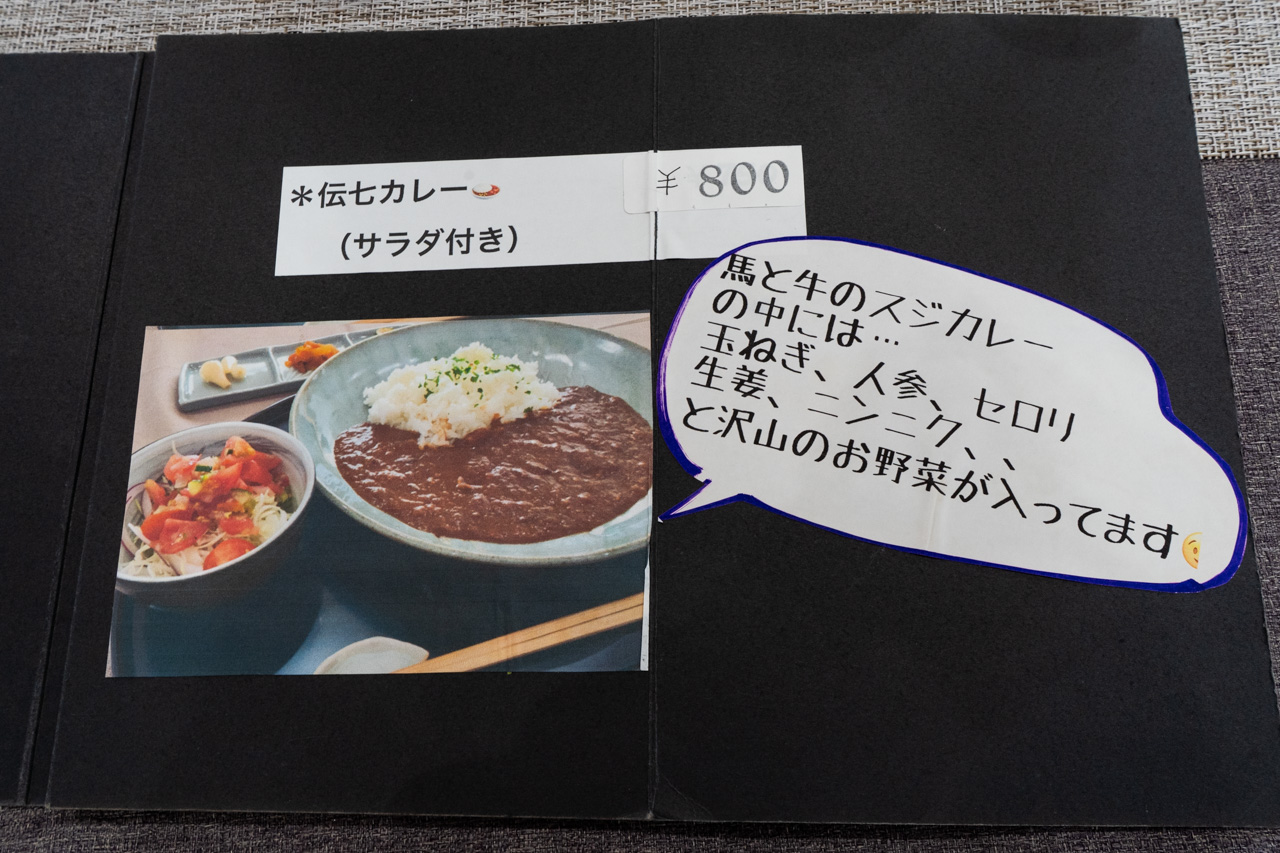 ＊伝七カレー🍛 ¥ 800
(サラダ付き)
馬と牛のスジカレー
の中には…
玉ねぎ、人参、セロリ
生姜、ニンニク、、
と沢山のお野菜が入ってます